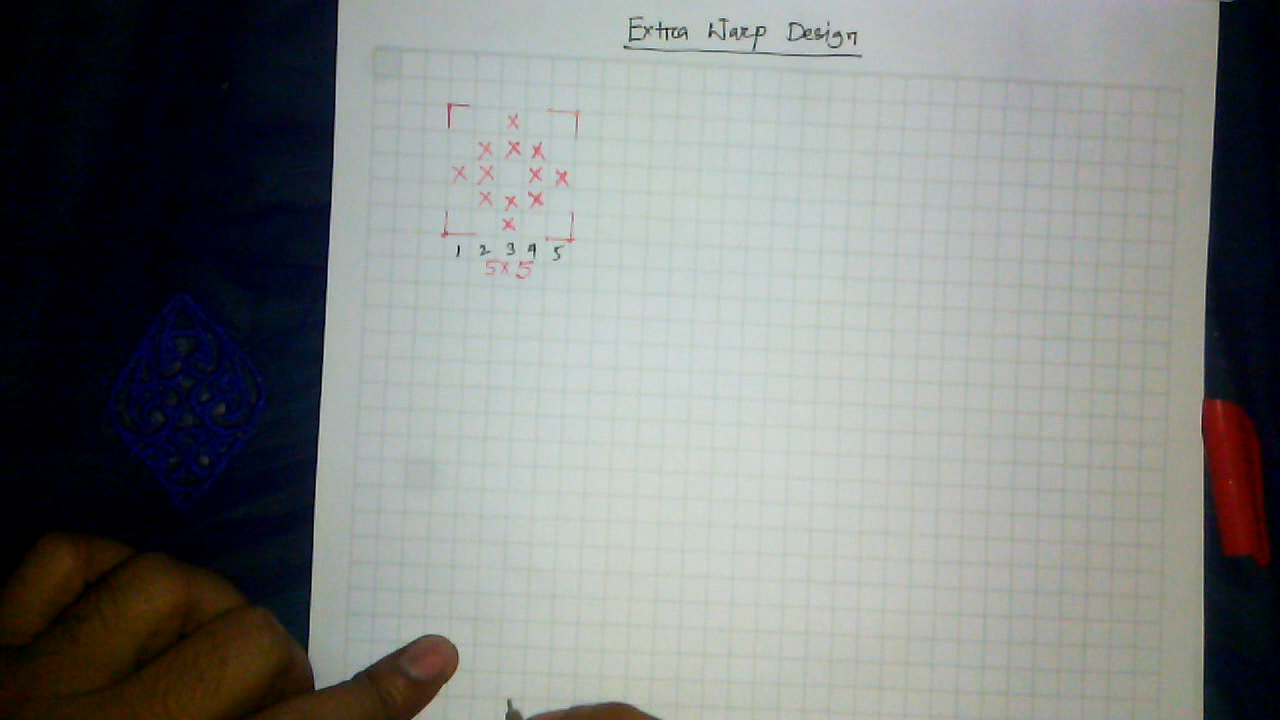 Extra Warp Design
x
x x x
x x x x
x x x
x
1 2 3 4 5
5x5